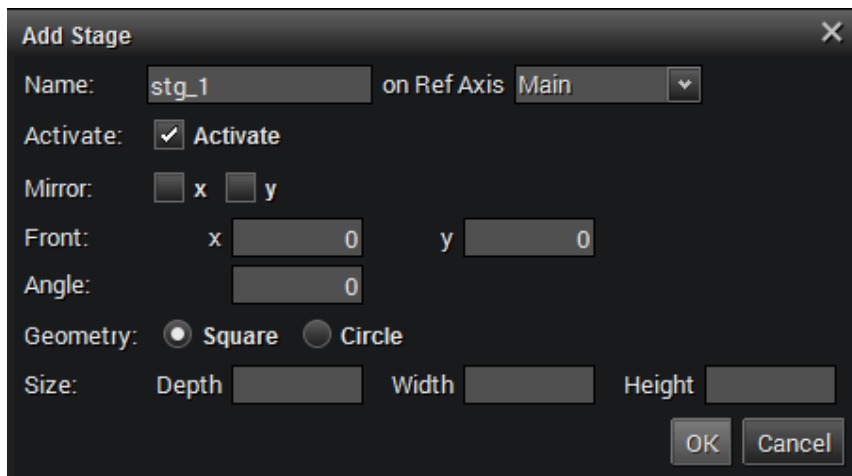 Add Stage
Name: stg_1 on Ref Axis Main
Activate: Activate
Mirror: x y
Front: x 0 y 0
Angle: 0
Geometry: Square Circle
Size: Depth Width Height
OK Cancel